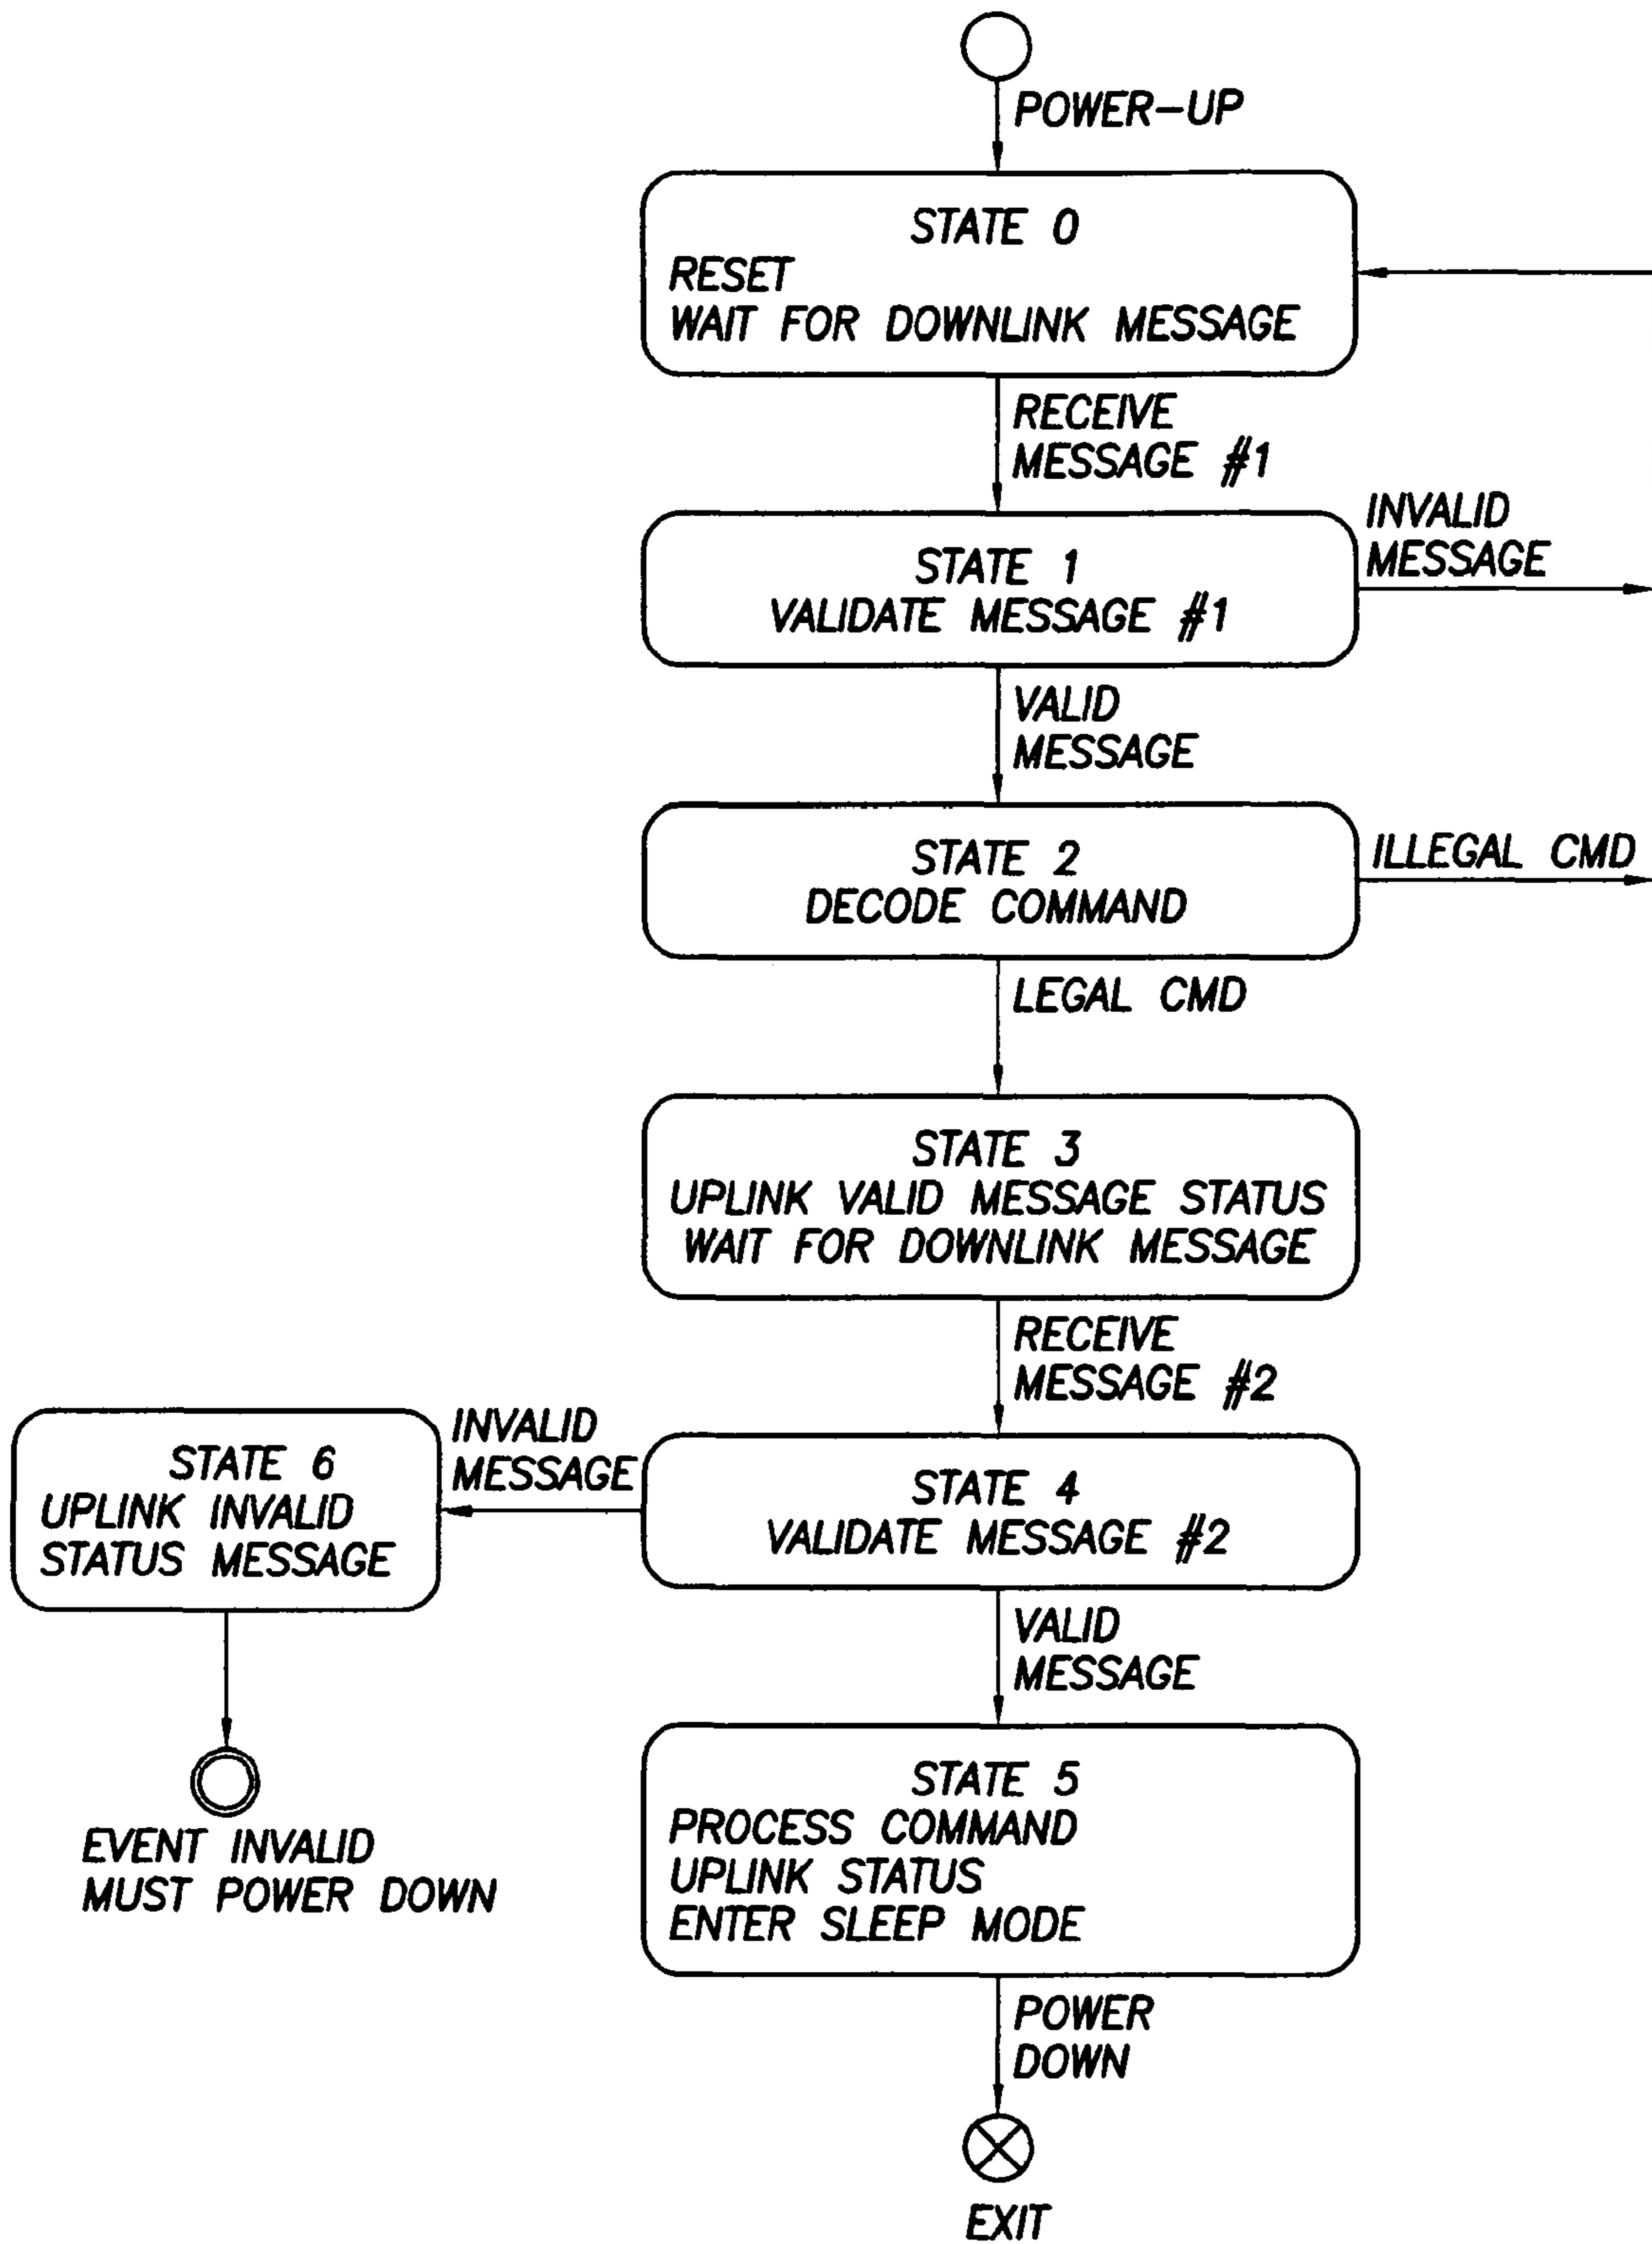 POWER-UP
STATE 0
RESET
WAIT FOR DOWNLINK MESSAGE
RECEIVE
MESSAGE #1
INVALID
MESSAGE
STATE 1
VALIDATE MESSAGE #1
VALID
MESSAGE
STATE 2
DECODE COMMAND
ILLEGAL CMD
LEGAL CMD
STATE 3
UPLINK VALID MESSAGE STATUS
WAIT FOR DOWNLINK MESSAGE
RECEIVE
MESSAGE #2
INVALID
MESSAGE
STATE 6
UPLINK INVALID
STATUS MESSAGE
STATE 4
VALIDATE MESSAGE #2
VALID
MESSAGE
EVENT INVALID
MUST POWER DOWN
STATE 5
PROCESS COMMAND
UPLINK STATUS
ENTER SLEEP MODE
POWER
DOWN
EXIT